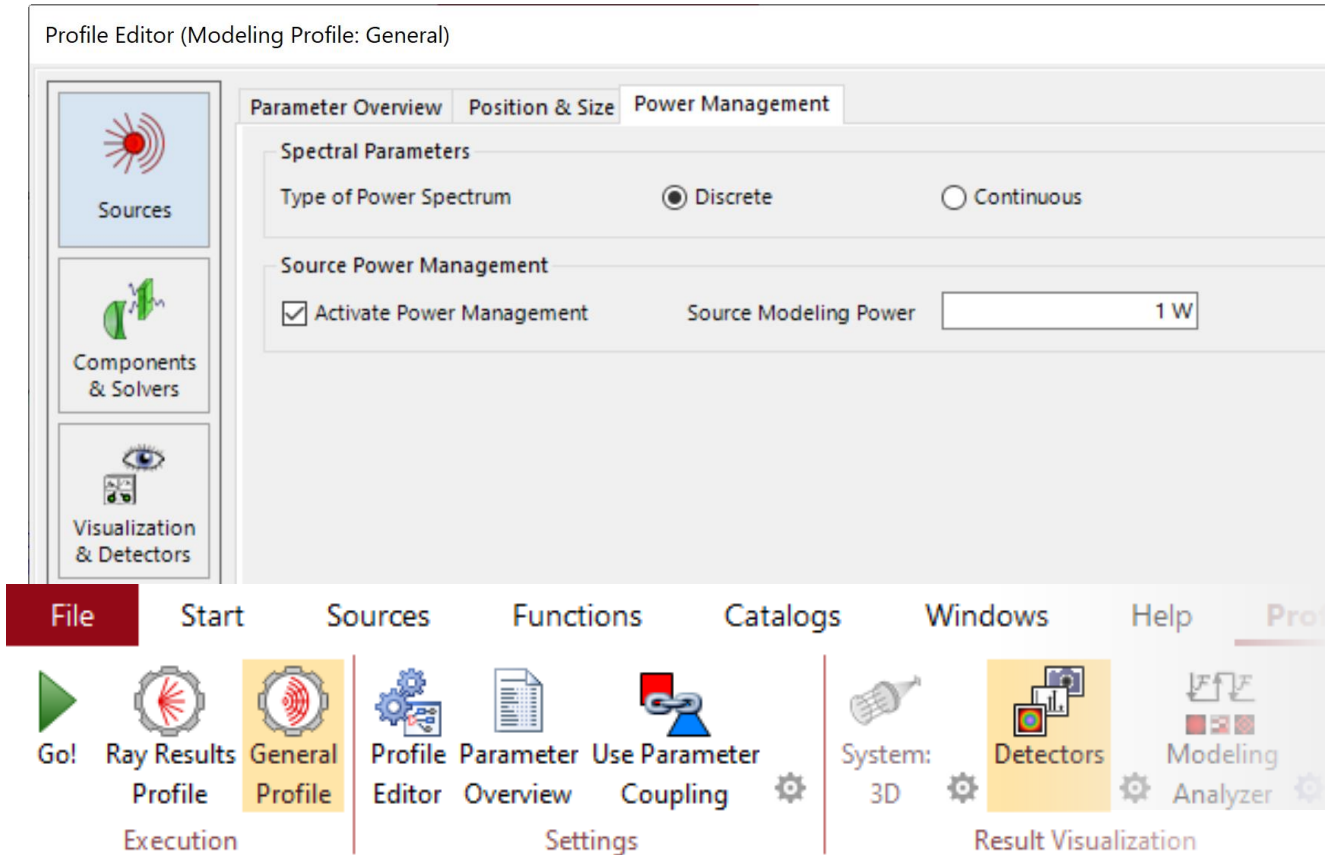 Profile Editor (Modeling Profile: General)
Parameter Overview Position & Size Power Management
Spectral Parameters
Type of Power Spectrum Discrete Continuous
Sources
Source Power Management
Activate Power Management Source Modeling Power 1 W
Components
& Solvers
Visualization
& Detectors
File Start Sources Functions Catalogs Windows Help
Go! Ray Results General Profile Parameter Use Parameter System: Detectors Modeling
Profile Profile Editor Overview Coupling 3D Analyzer
Execution Settings Result Visualization